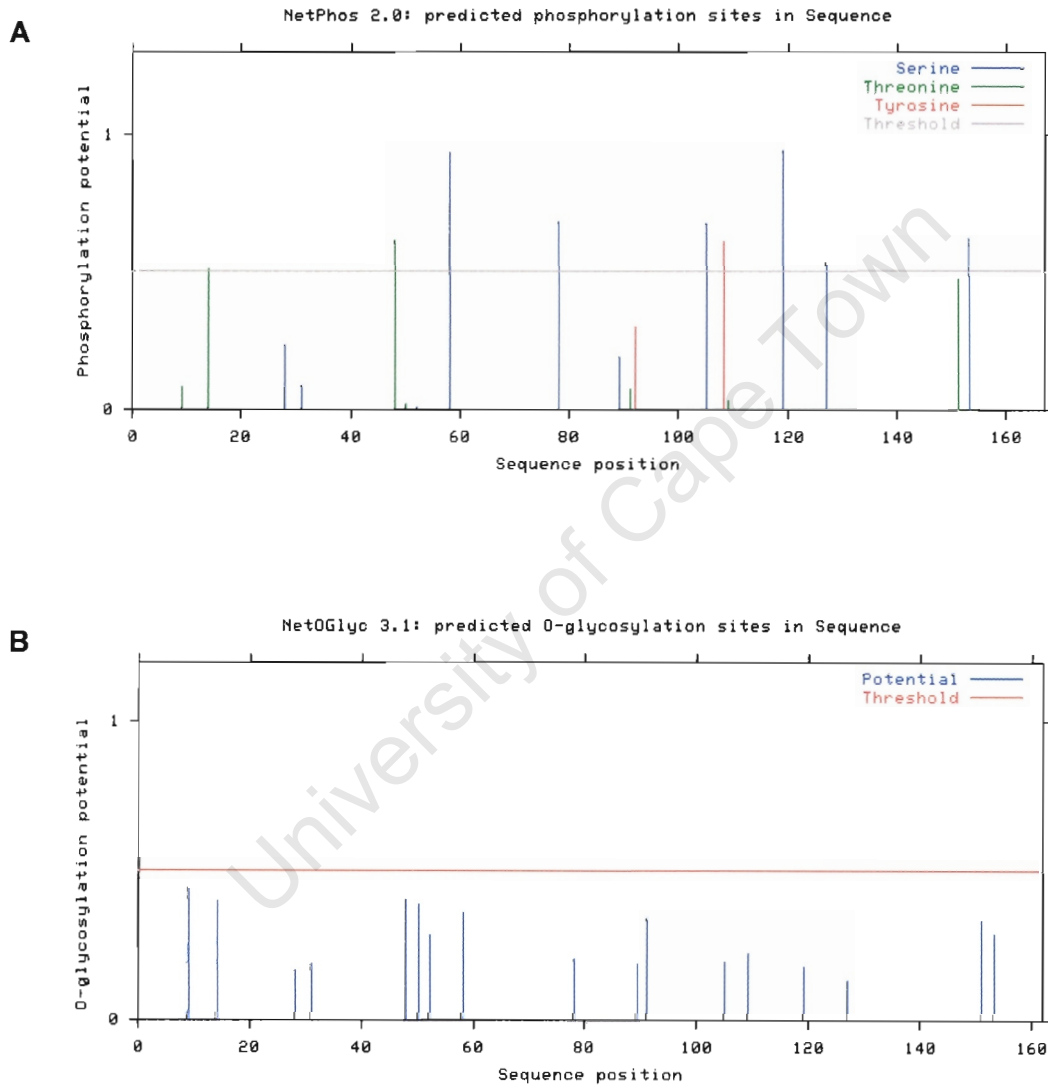 A
NetPhos 2.0: predicted phosphorylation sites in Sequence
Phosphorylation potential
1
0
Serine
Threonine
Tyrosine
Threshold
0 20 40 60 80 100 120 140 160
Sequence position
University of Cape Town
B
NetOGlyc 3.1: predicted O-glycosylation sites in Sequence
O-glycosylation potential
1
0
Potential
Threshold
0 20 40 60 80 100 120 140 160
Sequence position